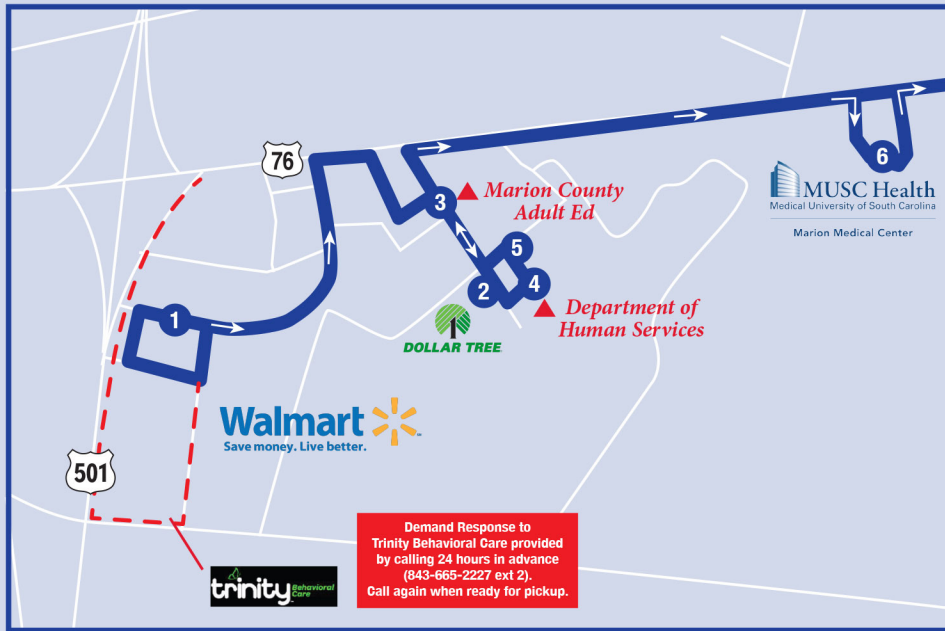 76
6
MUSC Health
Medical University of South Carolina
Marion Medical Center
3
Marion County
Adult Ed
5
2
4
Department of
Human Services
DOLLAR TREE
1
Walmart
Save money. Live better.
501
trinity Behavioral
Care
Demand Response to
Trinity Behavioral Care provided
by calling 24 hours in advance
(843-665-2227 ext 2).
Call again when ready for pickup.